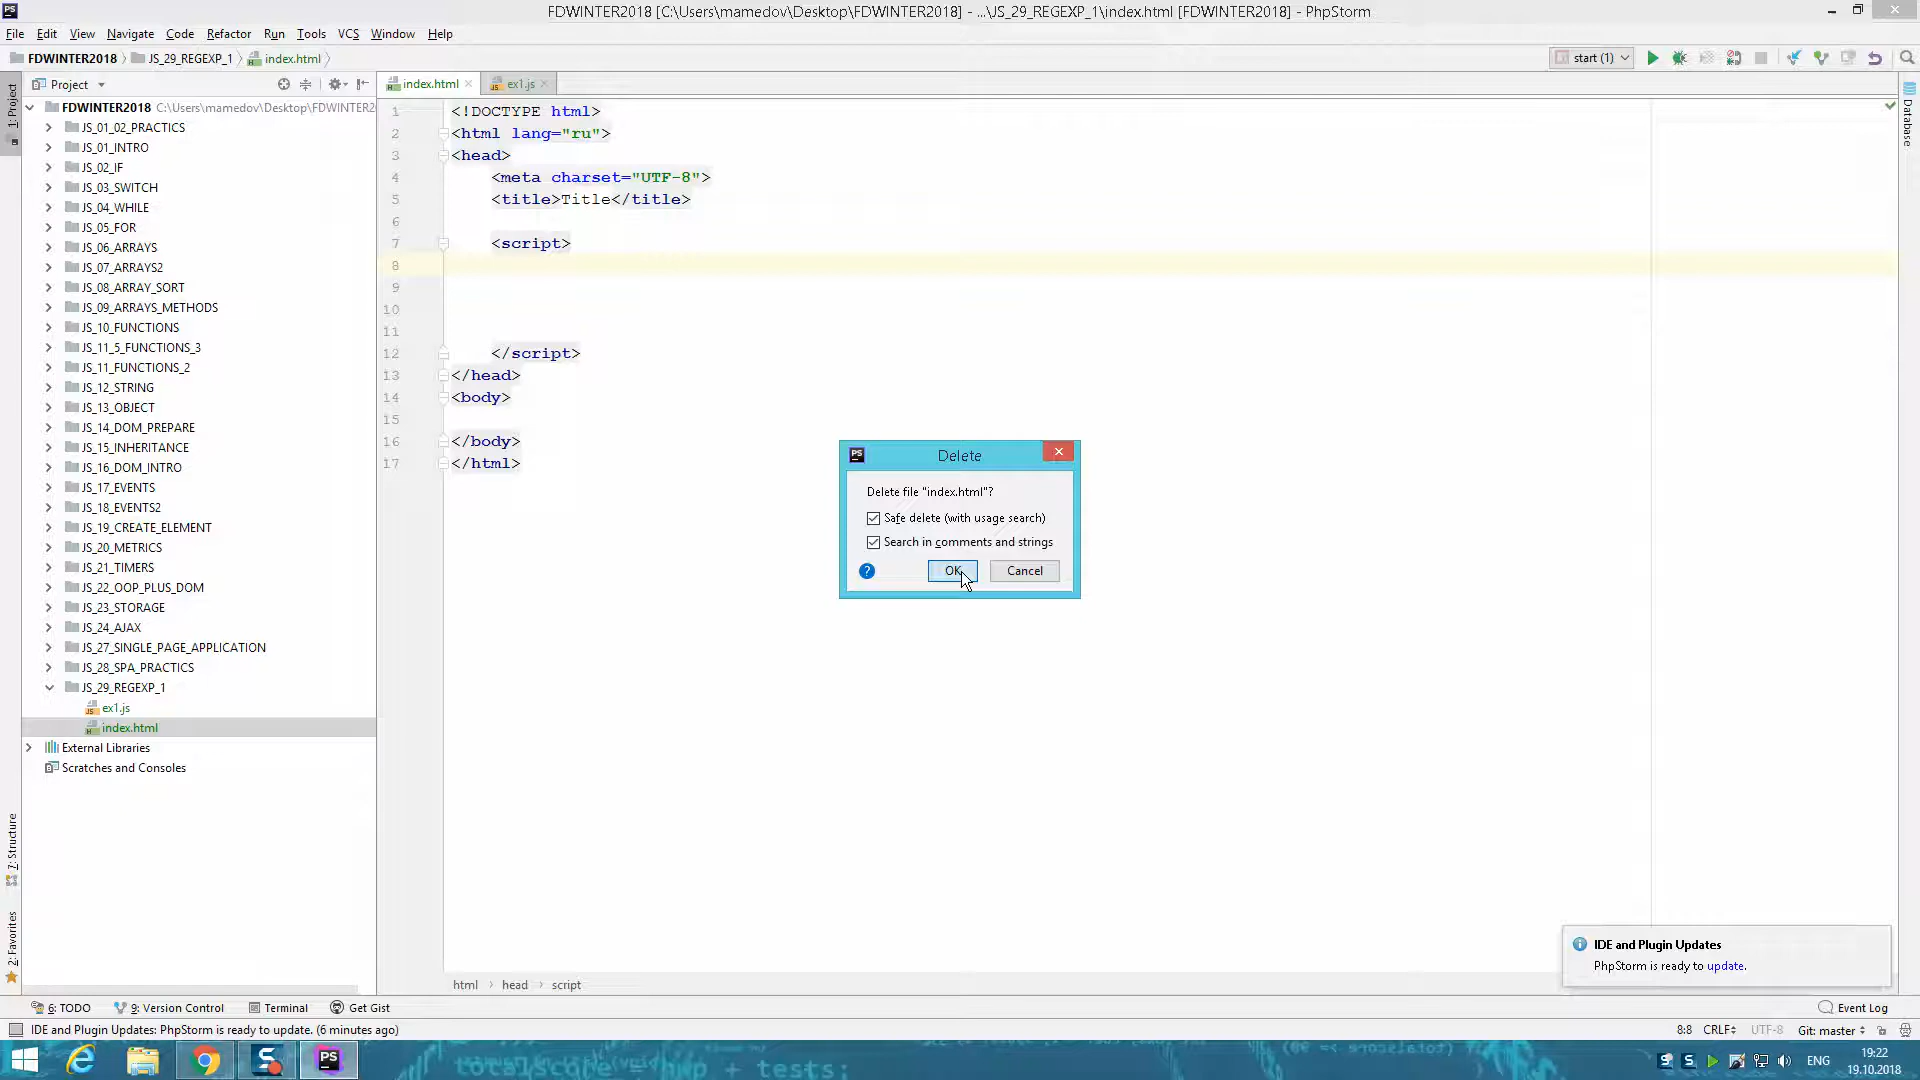 FDWINTER2018 [C:\Users\mamedov\Desktop\FDWINTER2018] - ...\JS_29_REGEXP_1\index.html [FDWINTER2018] - PhpStorm
File Edit View Navigate Code Refactor Run Tools VCS Window Help
FDWINTER2018 JS_29_REGEXP_1 index.html start (1)
1: Project
Project
index.html ex1.js
FDWINTER2018 C:\Users\mamedov\Desktop\FDWINTER2
JS_01_02_PRACTICS
JS_01_INTRO
JS_02_IF
JS_03_SWITCH
JS_04_WHILE
JS_05_FOR
JS_06_ARRAYS
JS_07_ARRAYS2
JS_08_ARRAY_SORT
JS_09_ARRAYS_METHODS
JS_10_FUNCTIONS
JS_11_5_FUNCTIONS_3
JS_11_FUNCTIONS_2
JS_12_STRING
JS_13_OBJECT
JS_14_DOM_PREPARE
JS_15_INHERITANCE
JS_16_DOM_INTRO
JS_17_EVENTS
JS_18_EVENTS2
JS_19_CREATE_ELEMENT
JS_20_METRICS
JS_21_TIMERS
JS_22_OOP_PLUS_DOM
JS_23_STORAGE
JS_24_AJAX
JS_27_SINGLE_PAGE_APPLICATION
JS_28_SPA_PRACTICS
JS_29_REGEXP_1
ex1.js
index.html
External Libraries
Scratches and Consoles
7: Structure
2: Favorites
1 <!DOCTYPE html>
2 <html lang="ru">
3 <head>
4 <meta charset="UTF-8">
5 <title>Title</title>
6
7 <script>
8
9
10
11
12 </script>
13 </head>
14 <body>
15
16 </body>
17 </html>
Database
PS Delete
Delete file "index.html"?
Safe delete (with usage search)
Search in comments and strings
? OK Cancel
IDE and Plugin Updates
PhpStorm is ready to update.
html head script
6: TODO 9: Version Control Terminal Get Gist Event Log
IDE and Plugin Updates: PhpStorm is ready to update. (6 minutes ago) 8:8 CRLF UTF-8 Git: master
ENG
19:22
19.10.2018
+ tests: